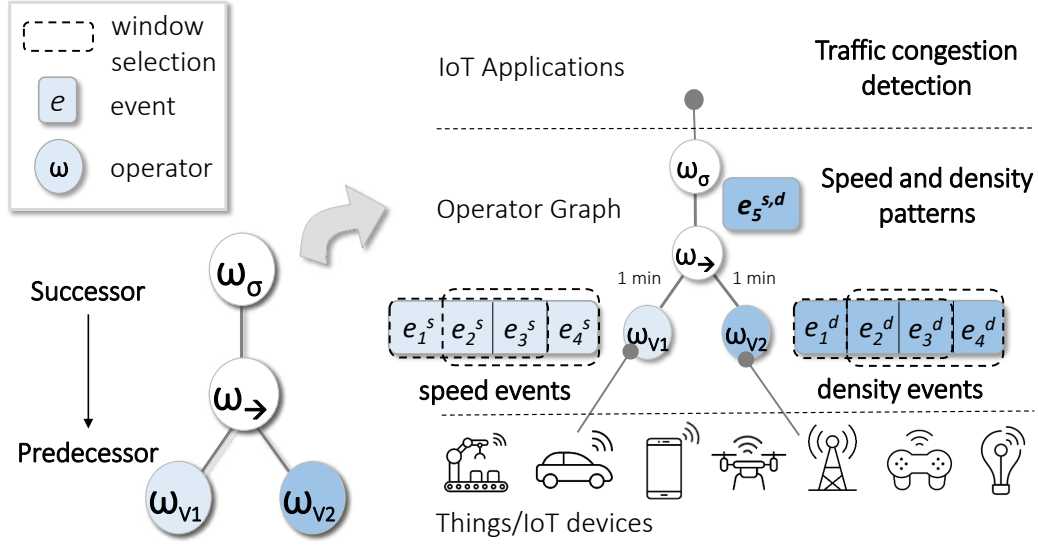 window
selection
e
event
ω
operator
Successor
Predecessor
ωσ
ω→
ωV1
ωV2
IoT Applications
Traffic congestion
detection
Operator Graph
Speed and density
patterns
ωσ
e5s,d
ω→
1 min
1 min
e1s e2s e3s e4s
ωV1
ωV2
e1d e2d e3d e4d
speed events
density events
Things/IoT devices